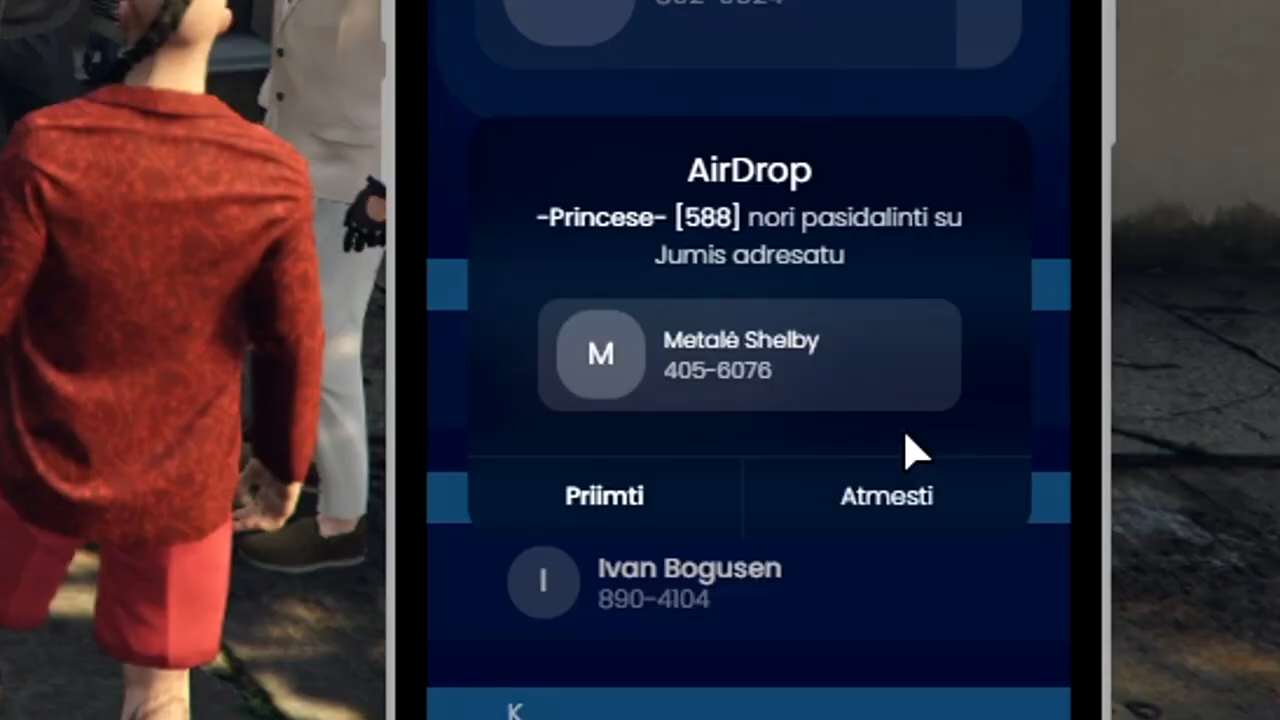 AirDrop
-Princese- [588] nori pasidalinti su
Jumis adresatu
M
Metalė Shelby
405-6076
Priimti
Atmesti
I
Ivan Bogusen
890-4104
K